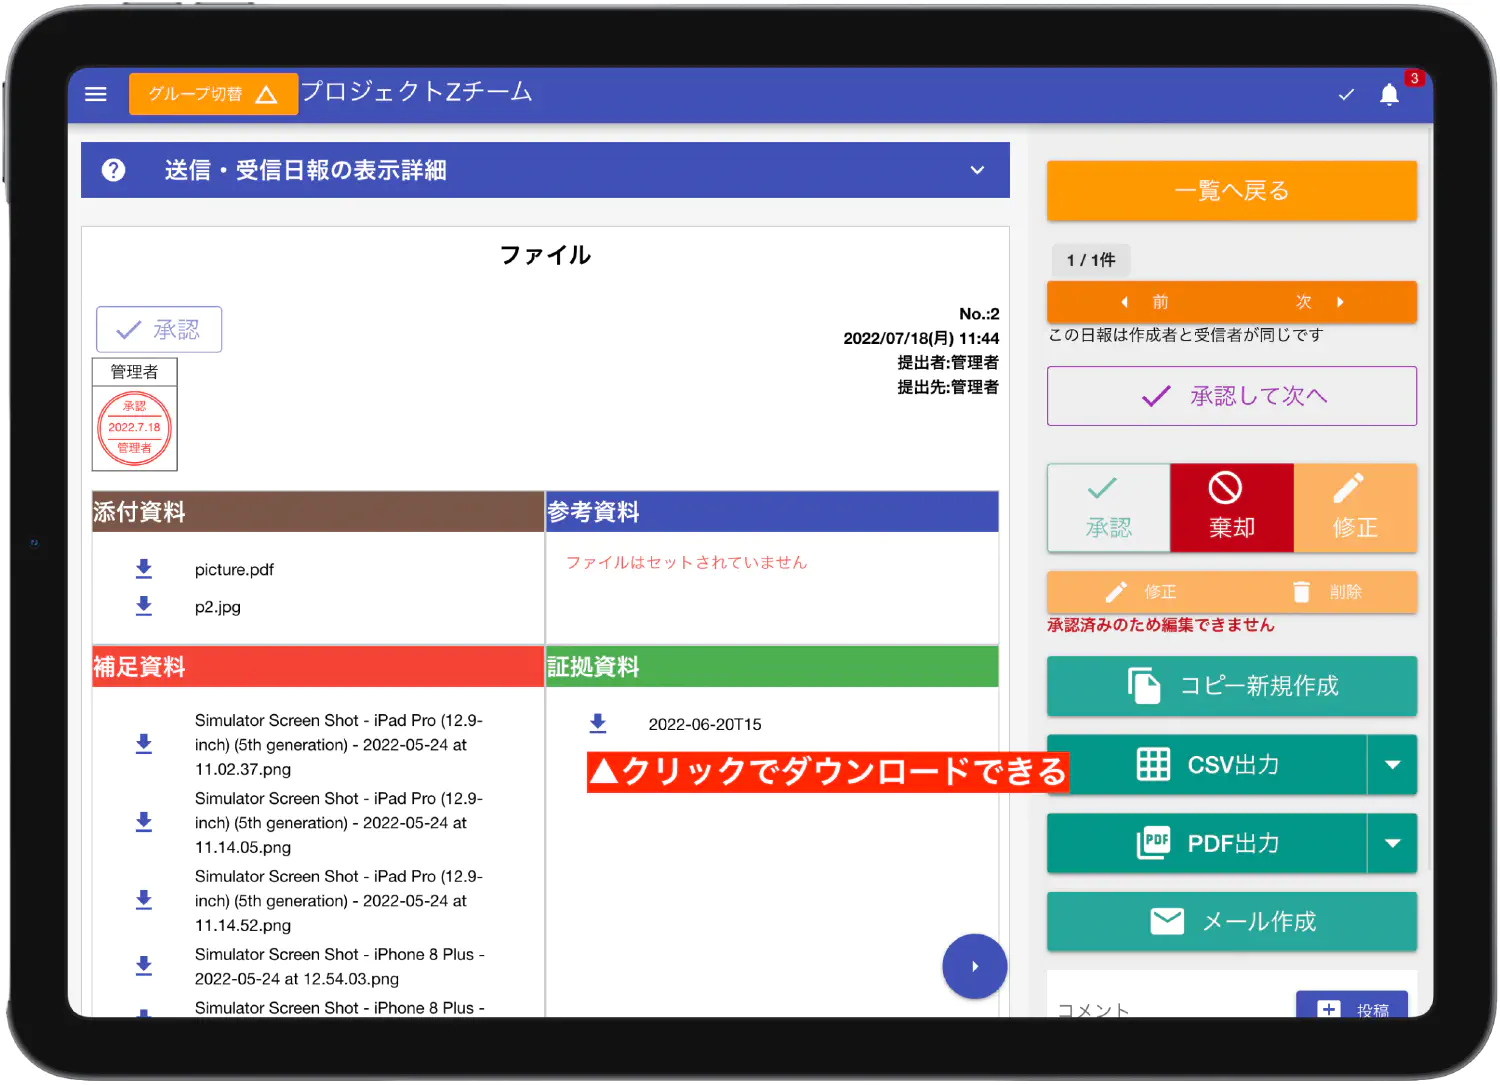 グループ切替 プロジェクトZチーム
3
送信・受信日報の表示詳細
ファイル
承認
No.:2
2022/07/18(月) 11:44
提出者:管理者
提出先:管理者
管理者
承認
2022.7.18
管理者
添付資料
picture.pdf
p2.jpg
参考資料
ファイルはセットされていません
補足資料
Simulator Screen Shot - iPad Pro (12.9-
inch) (5th generation) - 2022-05-24 at
11.02.37.png
Simulator Screen Shot - iPad Pro (12.9-
inch) (5th generation) - 2022-05-24 at
11.14.05.png
Simulator Screen Shot - iPad Pro (12.9-
inch) (5th generation) - 2022-05-24 at
11.14.52.png
Simulator Screen Shot - iPhone 8 Plus -
2022-05-24 at 12.54.03.png
Simulator Screen Shot - iPhone 8 Plus -
証拠資料
2022-06-20T15
▲クリックでダウンロードできる
一覧へ戻る
1 / 1件
前 次
この日報は作成者と受信者が同じです
承認して次へ
承認 棄却 修正
修正 削除
承認済みのため編集できません
コピー新規作成
CSV出力
PDF PDF出力
メール作成
コメント 投稿